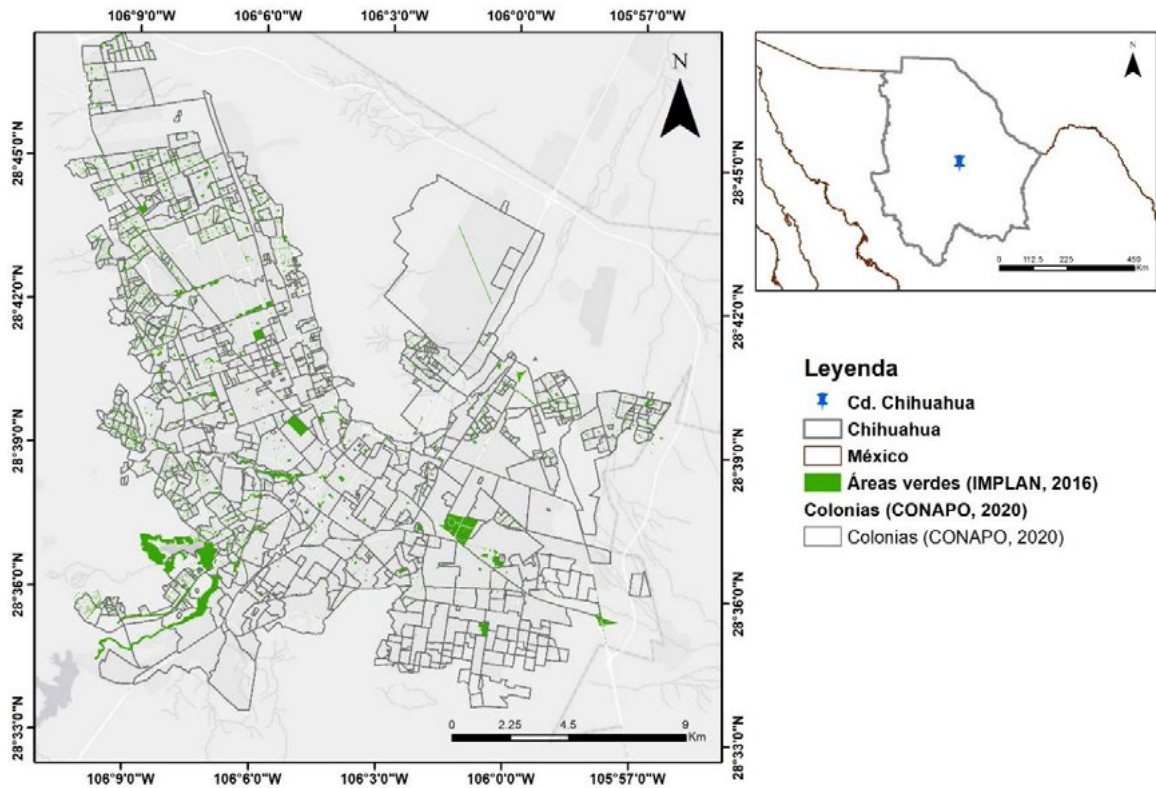 106°9'0"W 106°6'0"W 106°3'0"W 106°0'0"W 105°57'0"W
N
28°45'0"N
28°42'0"N
28°39'0"N
28°36'0"N
28°33'0"N
28°45'0"N
28°42'0"N
28°39'0"N
28°36'0"N
28°33'0"N
0 2.25 4.5 9
Km
106°9'0"W 106°6'0"W 106°3'0"W 106°0'0"W 105°57'0"W
N
0 112.5 225 450
Km
Leyenda
Cd. Chihuahua
Chihuahua
México
Áreas verdes (IMPLAN, 2016)
Colonias (CONAPO, 2020)
Colonias (CONAPO, 2020)